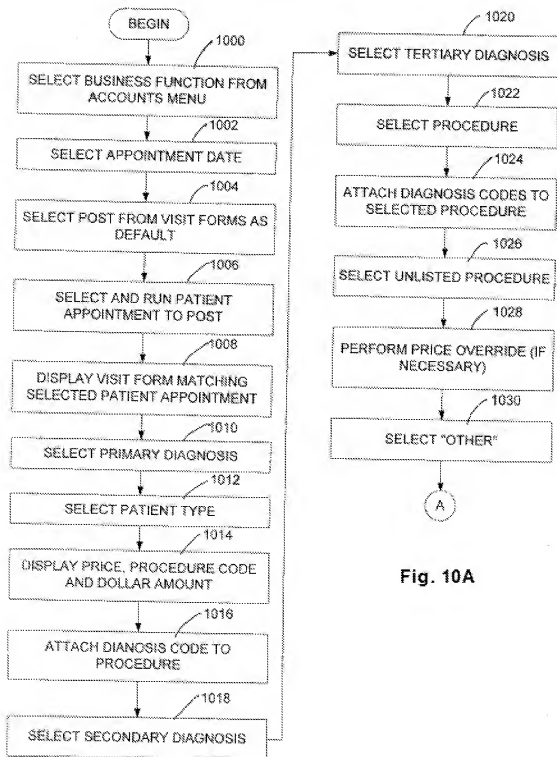 BEGIN
1000
SELECT BUSINESS FUNCTION FROM
ACCOUNTS MENU
1002
SELECT APPOINTMENT DATE
1004
SELECT POST FROM VISIT FORMS AS
DEFAULT
1006
SELECT AND RUN PATIENT
APPOINTMENT TO POST
1008
DISPLAY VISIT FORM MATCHING
SELECTED PATIENT APPOINTMENT
1010
SELECT PRIMARY DIAGNOSIS
1012
SELECT PATIENT TYPE
1014
DISPLAY PRICE, PROCEDURE CODE
AND DOLLAR AMOUNT
1016
ATTACH DIANOSIS CODE TO
PROCEDURE
1018
SELECT SECONDARY DIAGNOSIS
1020
SELECT TERTIARY DIAGNOSIS
1022
SELECT PROCEDURE
1024
ATTACH DIAGNOSIS CODES TO
SELECTED PROCEDURE
1026
SELECT UNLISTED PROCEDURE
1028
PERFORM PRICE OVERRIDE (IF
NECESSARY)
1030
SELECT "OTHER"
A
Fig. 10A